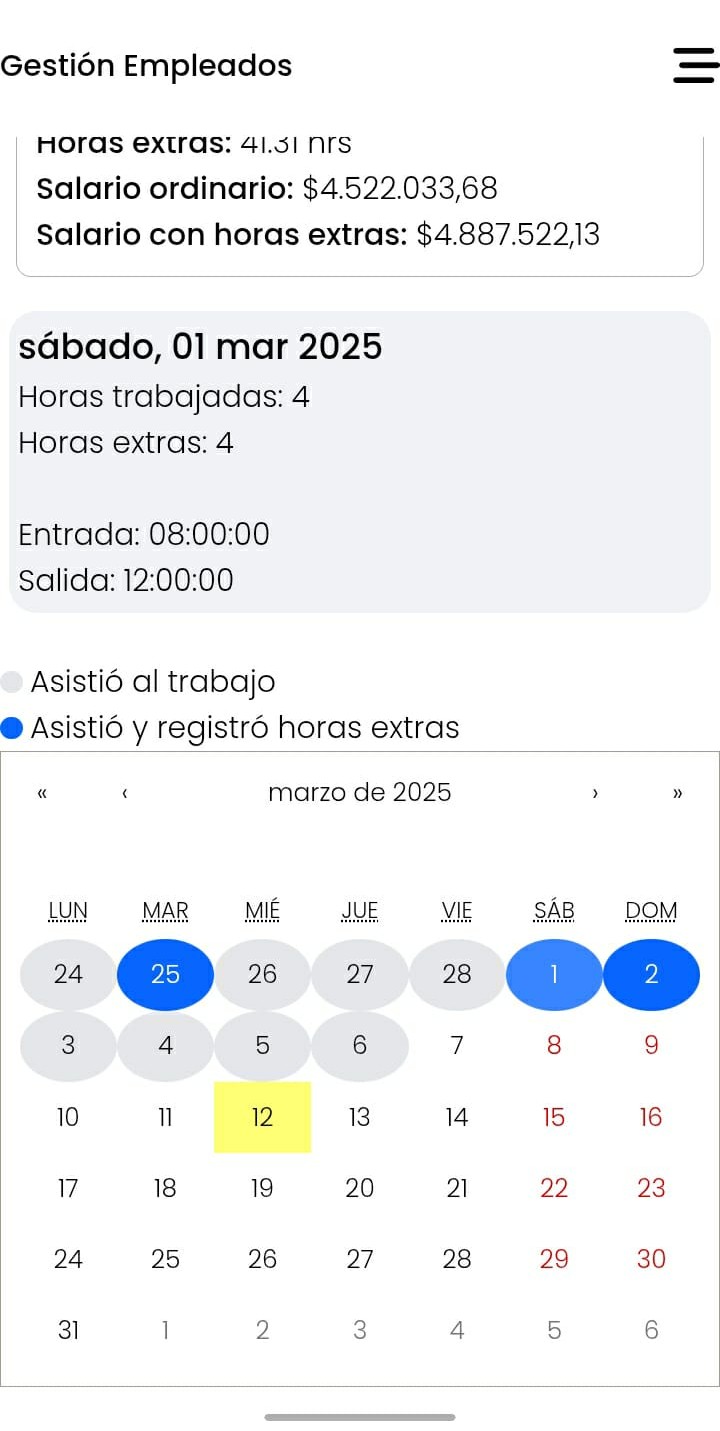 Gestión Empleados
Horas extras: 41.31 hrs
Salario ordinario: $4.522.033,68
Salario con horas extras: $4.887.522,13
sábado, 01 mar 2025
Horas trabajadas: 4
Horas extras: 4
Entrada: 08:00:00
Salida: 12:00:00
Asistió al trabajo
Asistió y registró horas extras
« ‹ marzo de 2025 › »
LUN MAR MIÉ JUE VIE SÁB DOM
24 25 26 27 28 1 2
3 4 5 6 7 8 9
10 11 12 13 14 15 16
17 18 19 20 21 22 23
24 25 26 27 28 29 30
31 1 2 3 4 5 6